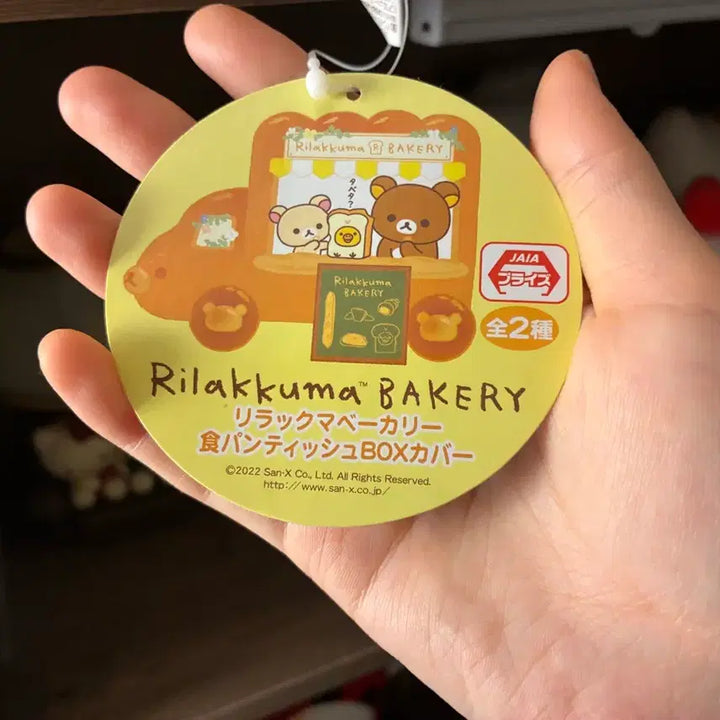 Rilakkuma R BAKERY
タベタ?
Rilakkuma
BAKERY
JAIA
プライズ
全2種
Rilakkuma™ BAKERY
リラックマベーカリー
食パンティッシュBOXカバー
©2022 San-X Co., Ltd. All Rights Reserved.
http://www.san-x.co.jp/